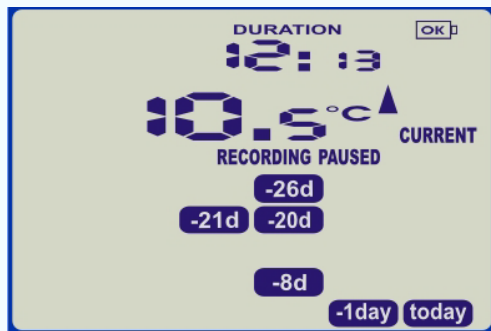 DURATION OK
12:13
10.5°C
CURRENT
RECORDING PAUSED
-26d
-21d -20d
-8d
-1day today